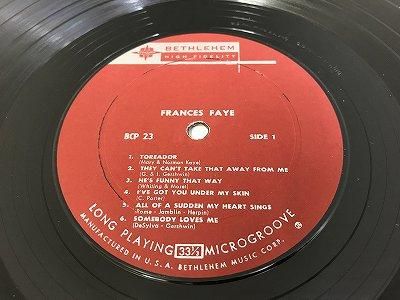 BETHLEHEM
HIGH FIDELITY
FRANCES FAYE
BCP 23 SIDE 1
1. TOREADOR
(Mary & Norman Kaye)
2. THEY CAN'T TAKE THAT AWAY FROM ME
(G. & I. Gershwin)
3. HE'S FUNNY THAT WAY
(Whiting & Moret)
4. I'VE GOT YOU UNDER MY SKIN
(C. Porter)
5. ALL OF A SUDDEN MY HEART SINGS
(Rome - Jamblin - Herpin)
6. SOMEBODY LOVES ME
(DeSylva - Gershwin)
LONG PLAYING 33⅓ MICROGROOVE
MANUFACTURED IN U.S.A. BETHLEHEM MUSIC CORP.